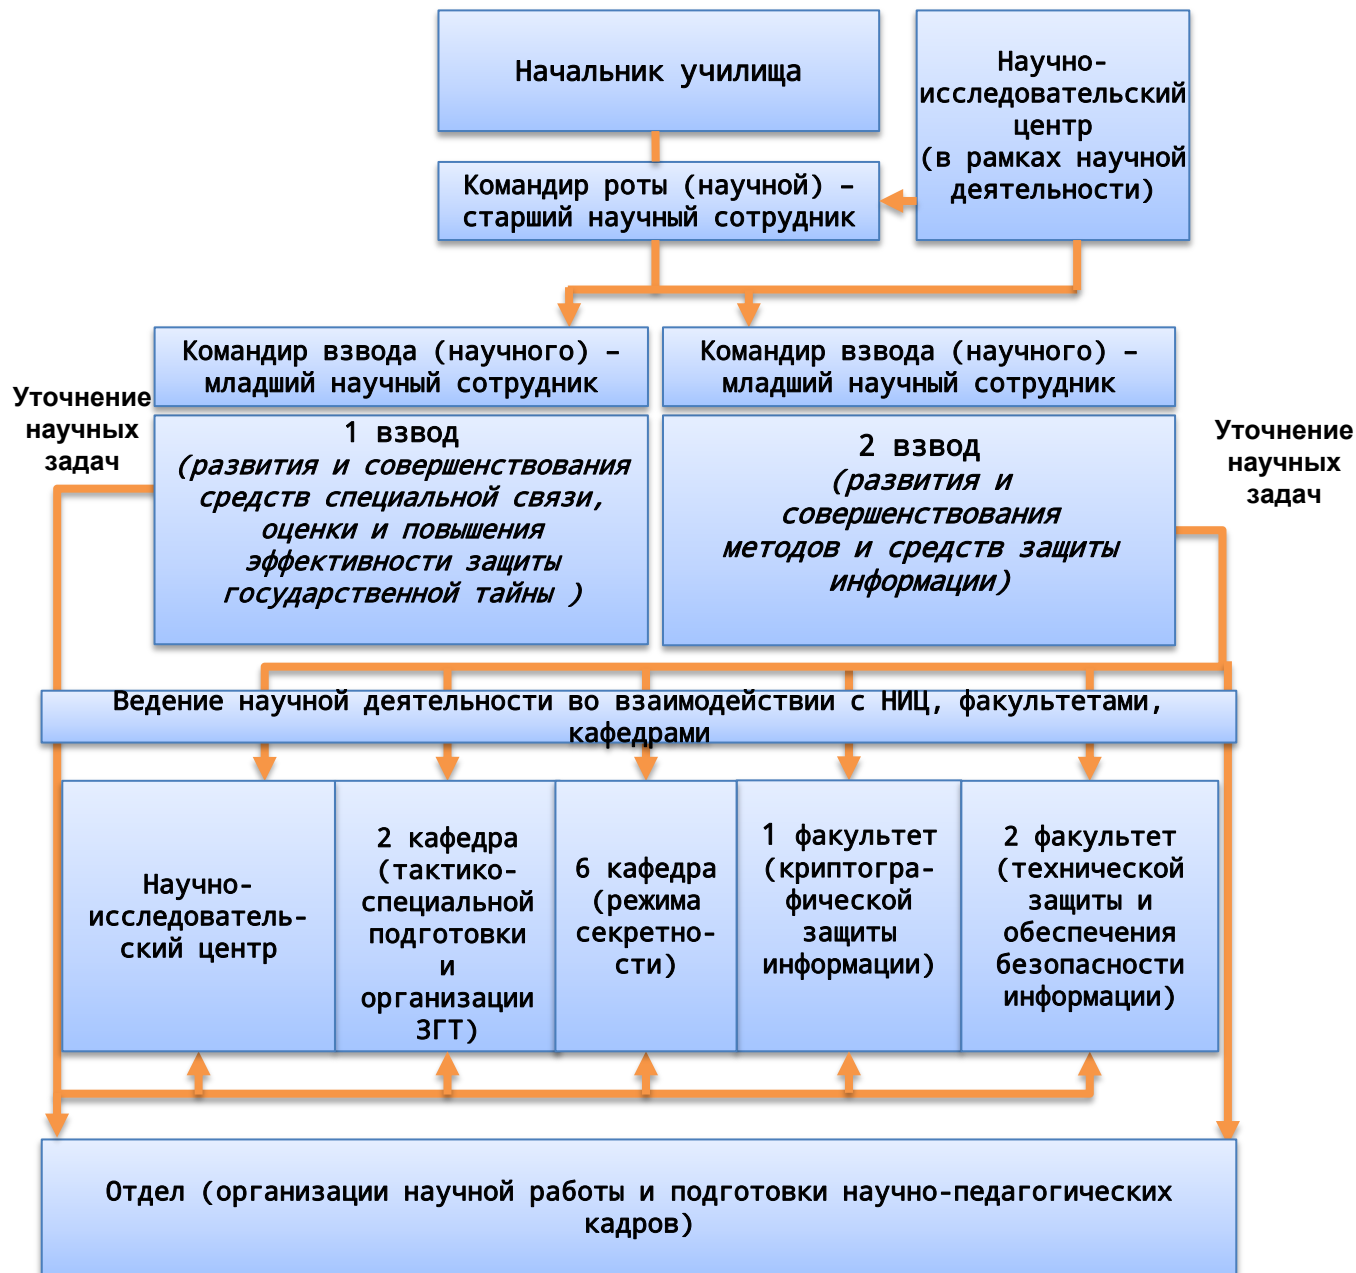 Начальник училища
Научно-
исследовательский
центр
(в рамках научной
деятельности)
Командир роты (научной) –
старший научный сотрудник
Командир взвода (научного) –
младший научный сотрудник
Командир взвода (научного) –
младший научный сотрудник
Уточнение
научных
задач
1 взвод
(развития и совершенствования
средств специальной связи,
оценки и повышения
эффективности защиты
государственной тайны )
2 взвод
(развития и
совершенствования
методов и средств защиты
информации)
Уточнение
научных
задач
Ведение научной деятельности во взаимодействии с НИЦ, факультетами,
кафедрами
Научно-
исследователь-
ский центр
2 кафедра
(тактико-
специальной
подготовки
и
организации
ЗГТ)
6 кафедра
(режима
секретно-
сти)
1 факультет
(криптогра-
фической
защиты
информации)
2 факультет
(технической
защиты и
обеспечения
безопасности
информации)
Отдел (организации научной работы и подготовки научно-педагогических
кадров)